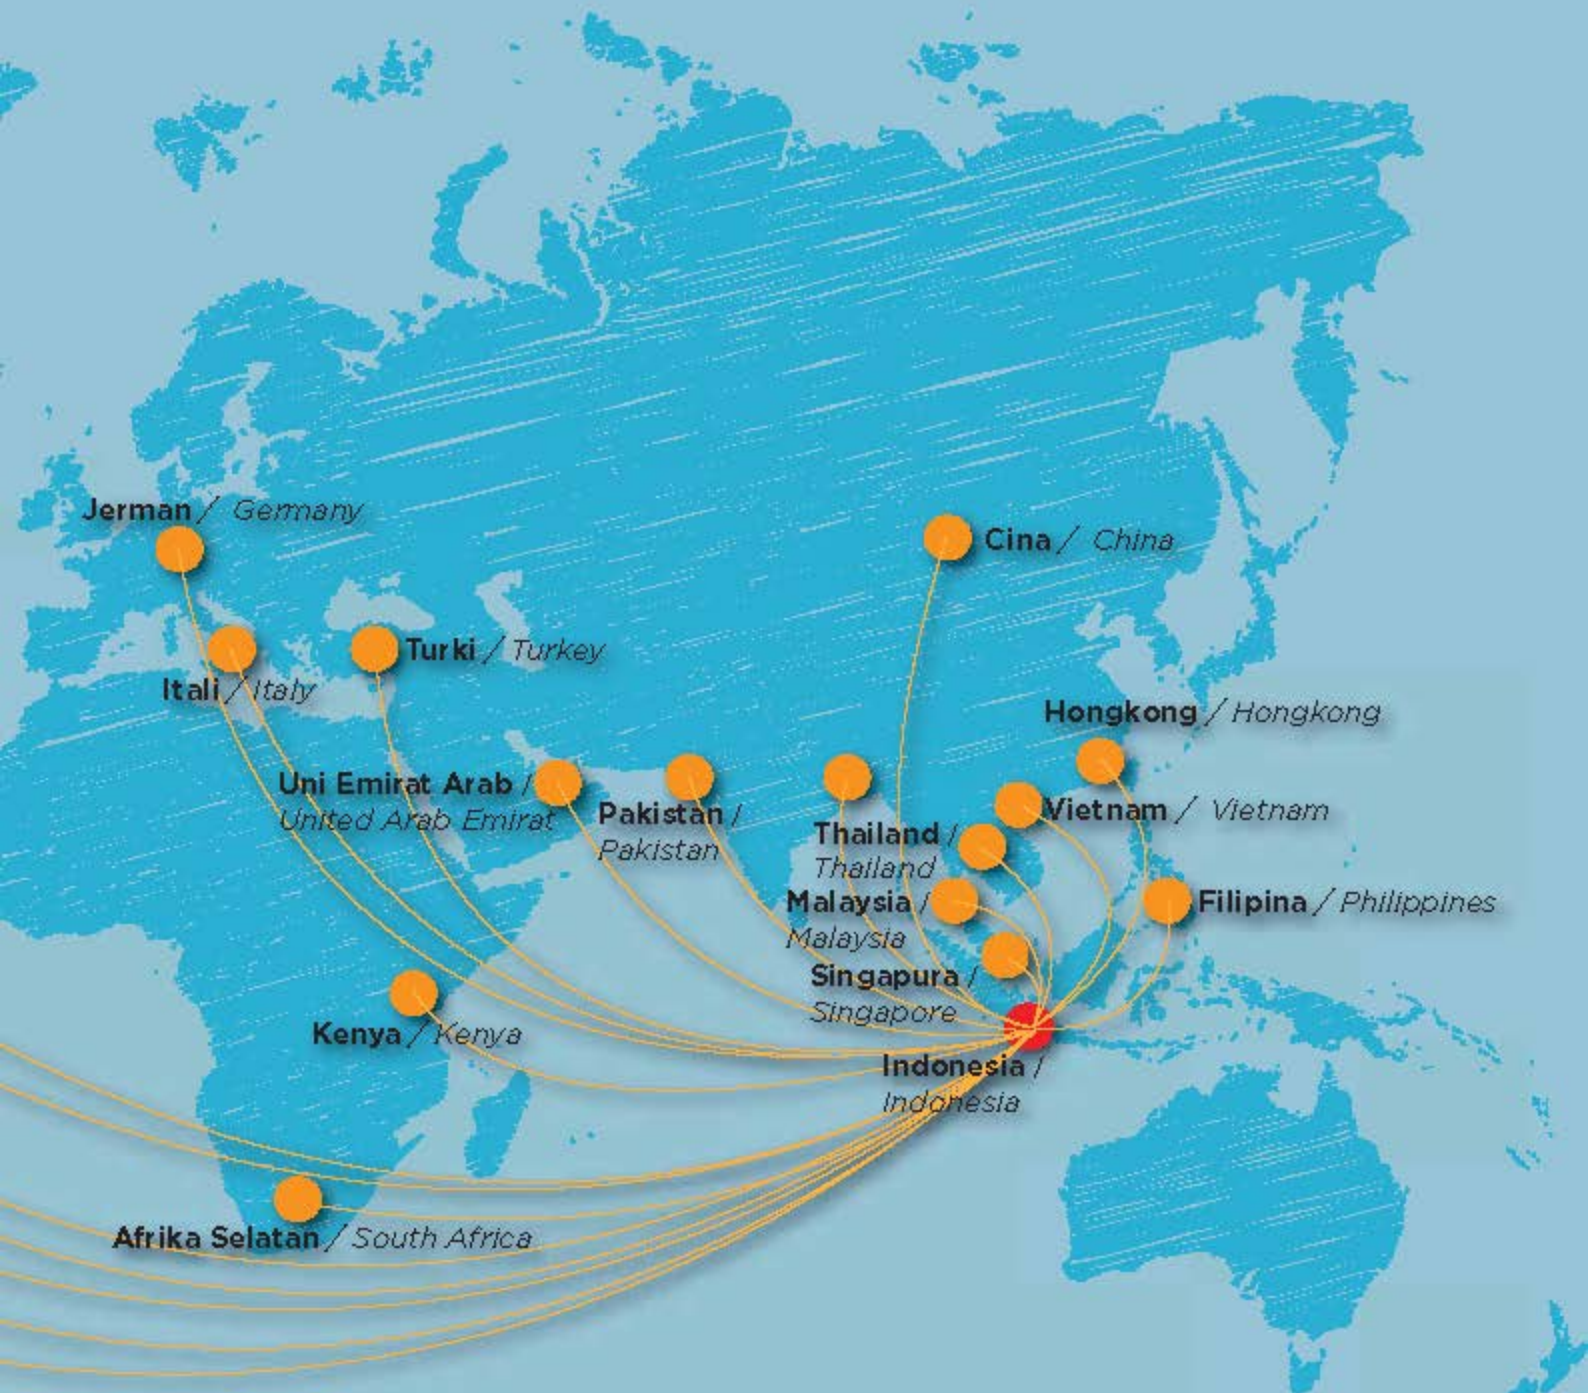 Jerman / Germany
Cina / China
Turki / Turkey
Itali / Italy
Hongkong / Hongkong
Uni Emirat Arab /
United Arab Emirat
Pakistan /
Pakistan
Vietnam / Vietnam
Thailand /
Thailand
Malaysia /
Malaysia
Filipina / Philippines
Singapura /
Singapore
Kenya / Kenya
Indonesia /
Indonesia
Afrika Selatan / South Africa